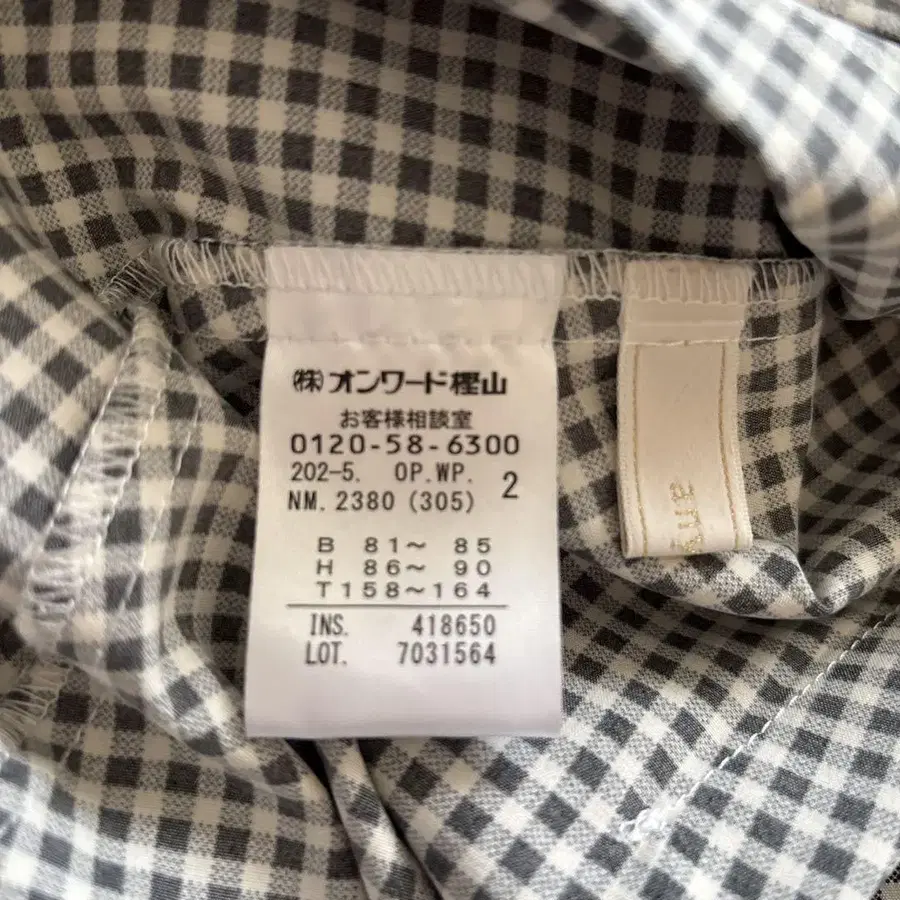 ㈱オンワード樫山
お客様相談室
0120-58-6300
202-5. OP.WP. 2
NM. 2380 (305)
B 81～ 85
H 86～ 90
T 158～164
INS. 418650
LOT. 7031564